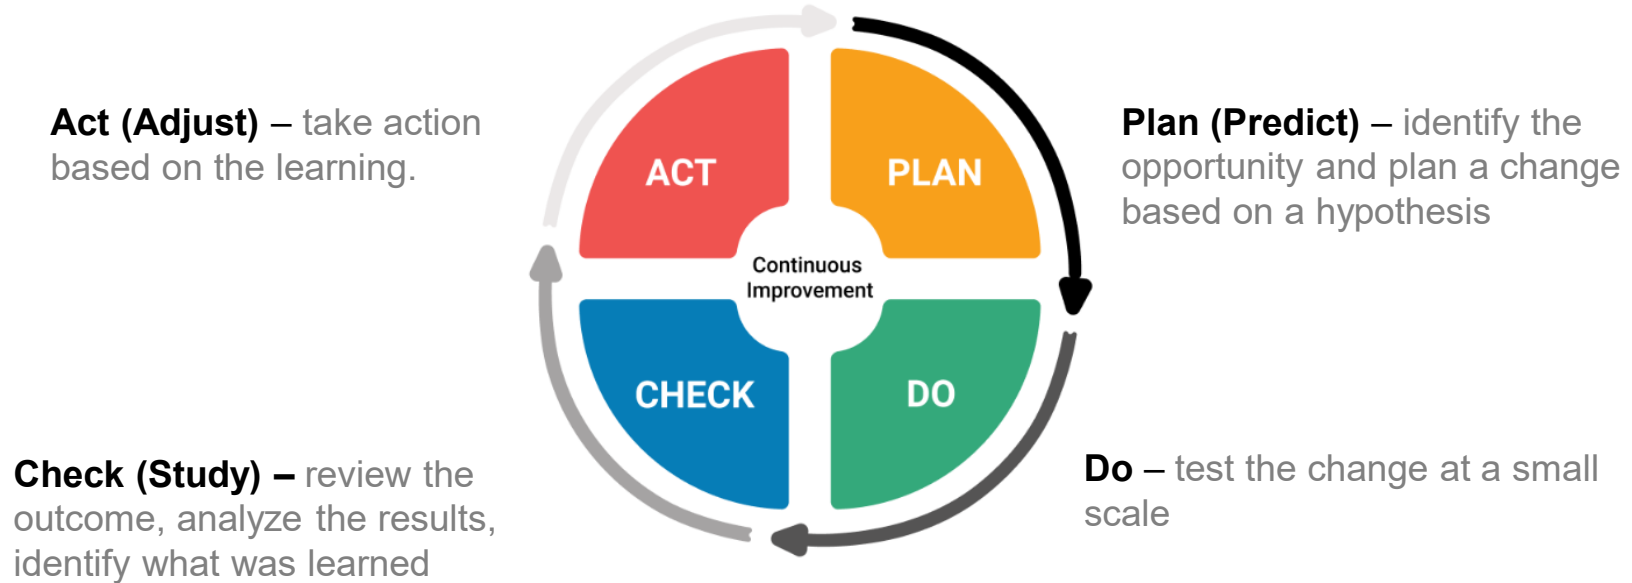 Act (Adjust) – take action
based on the learning.
ACT
PLAN
Plan (Predict) – identify the
opportunity and plan a change
based on a hypothesis
Continuous
Improvement
CHECK
DO
Check (Study) – review the
outcome, analyze the results,
identify what was learned
Do – test the change at a small
scale